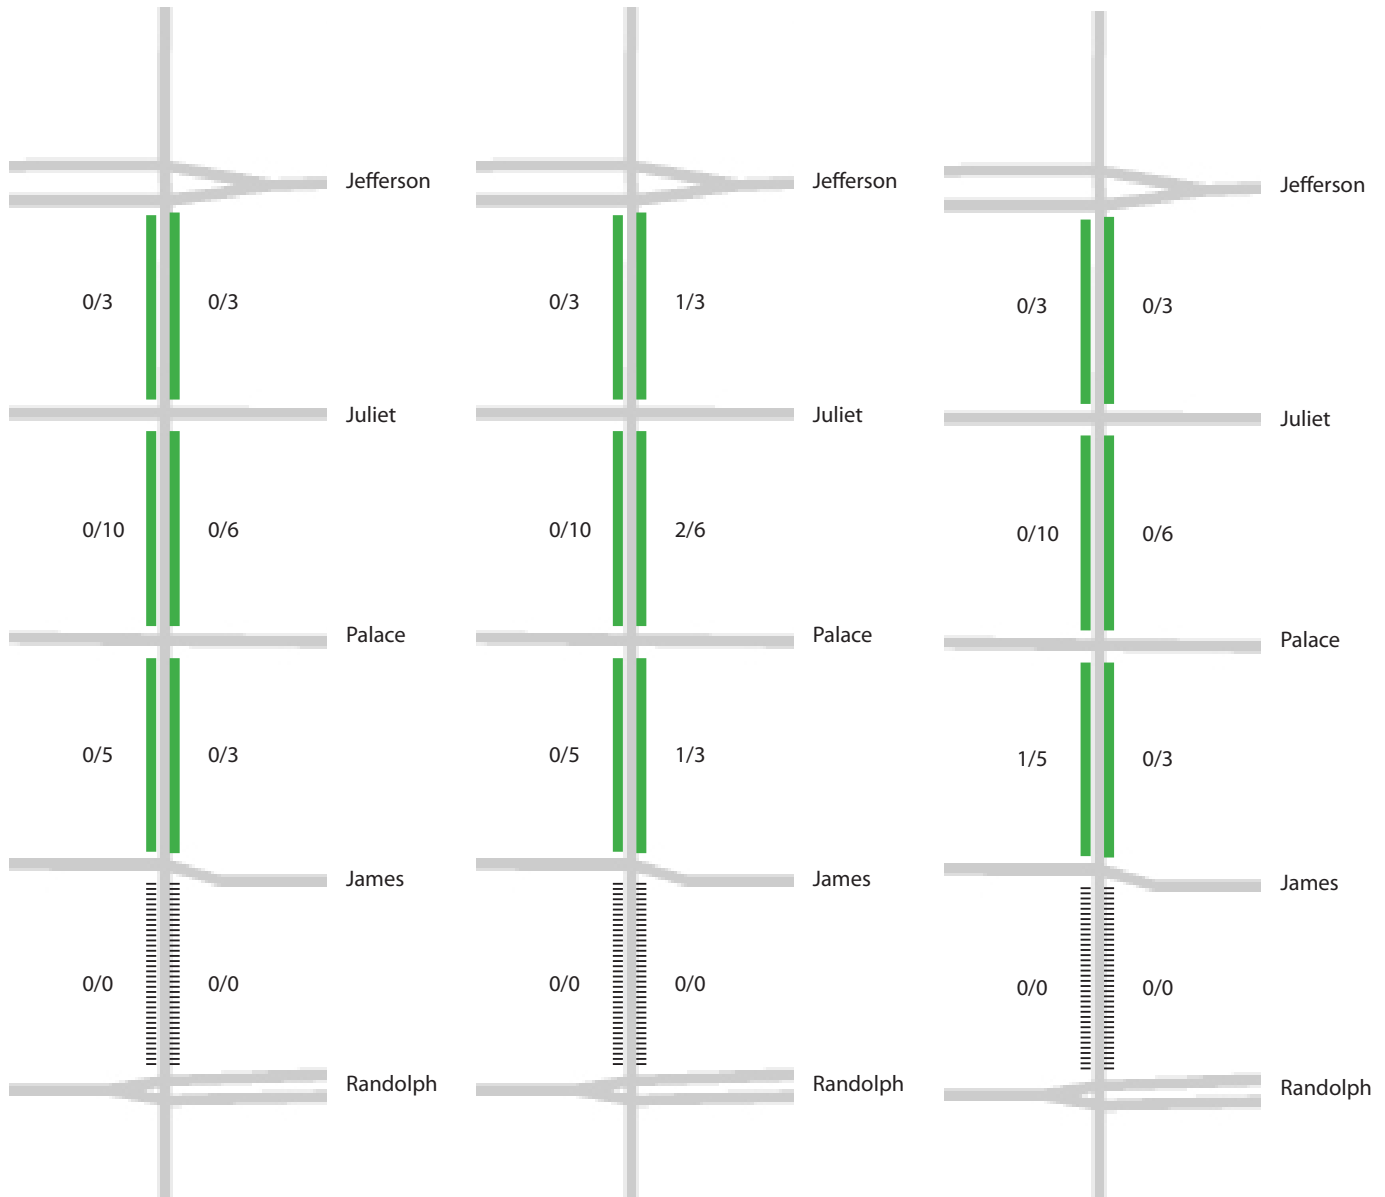 Jefferson
0/3 0/3
Juliet
0/10 0/6
Palace
0/5 0/3
James
0/0 0/0
Randolph
Jefferson
0/3 1/3
Juliet
0/10 2/6
Palace
0/5 1/3
James
0/0 0/0
Randolph
Jefferson
0/3 0/3
Juliet
0/10 0/6
Palace
1/5 0/3
James
0/0 0/0
Randolph